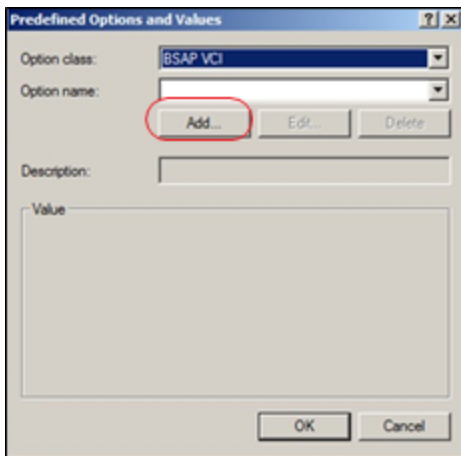 Predefined Options and Values
Option class:
BSAP VCI
Option name:
Add...
Edit...
Delete
Description:
Value
OK
Cancel